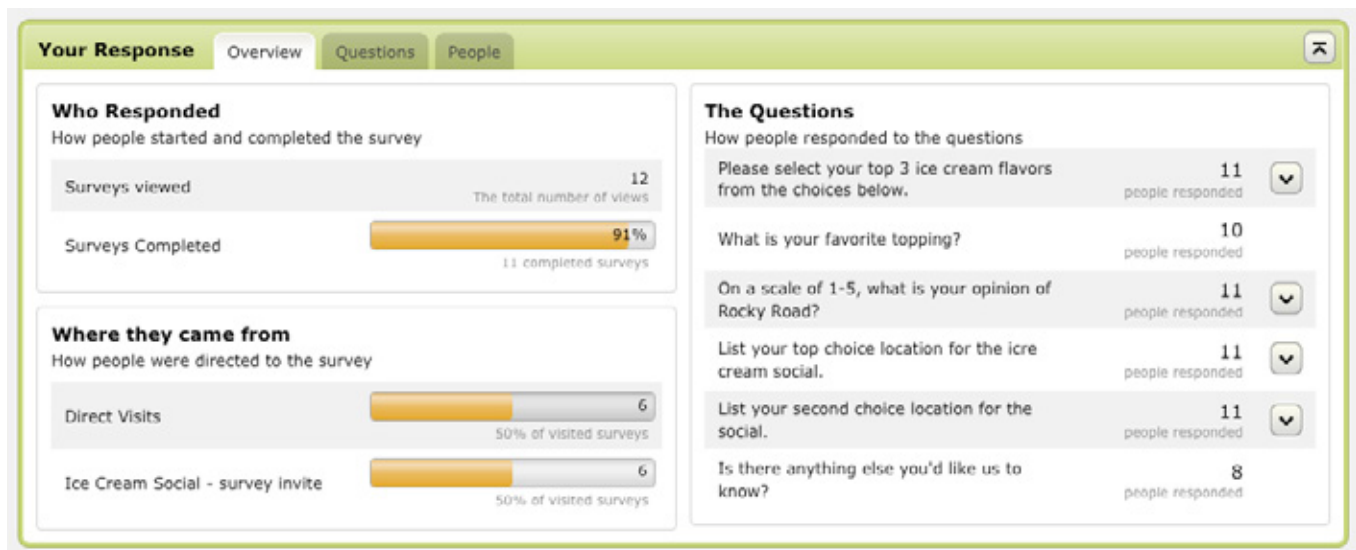 Your Response
Overview
Questions
People
Who Responded
How people started and completed the survey
Surveys viewed
12
The total number of views
Surveys Completed
91%
11 completed surveys
Where they came from
How people were directed to the survey
Direct Visits
6
50% of visited surveys
Ice Cream Social - survey invite
6
50% of visited surveys
The Questions
How people responded to the questions
Please select your top 3 ice cream flavors
from the choices below.
11
people responded
What is your favorite topping?
10
people responded
On a scale of 1-5, what is your opinion of
Rocky Road?
11
people responded
List your top choice location for the icre
cream social.
11
people responded
List your second choice location for the
social.
11
people responded
Is there anything else you'd like us to
know?
8
people responded